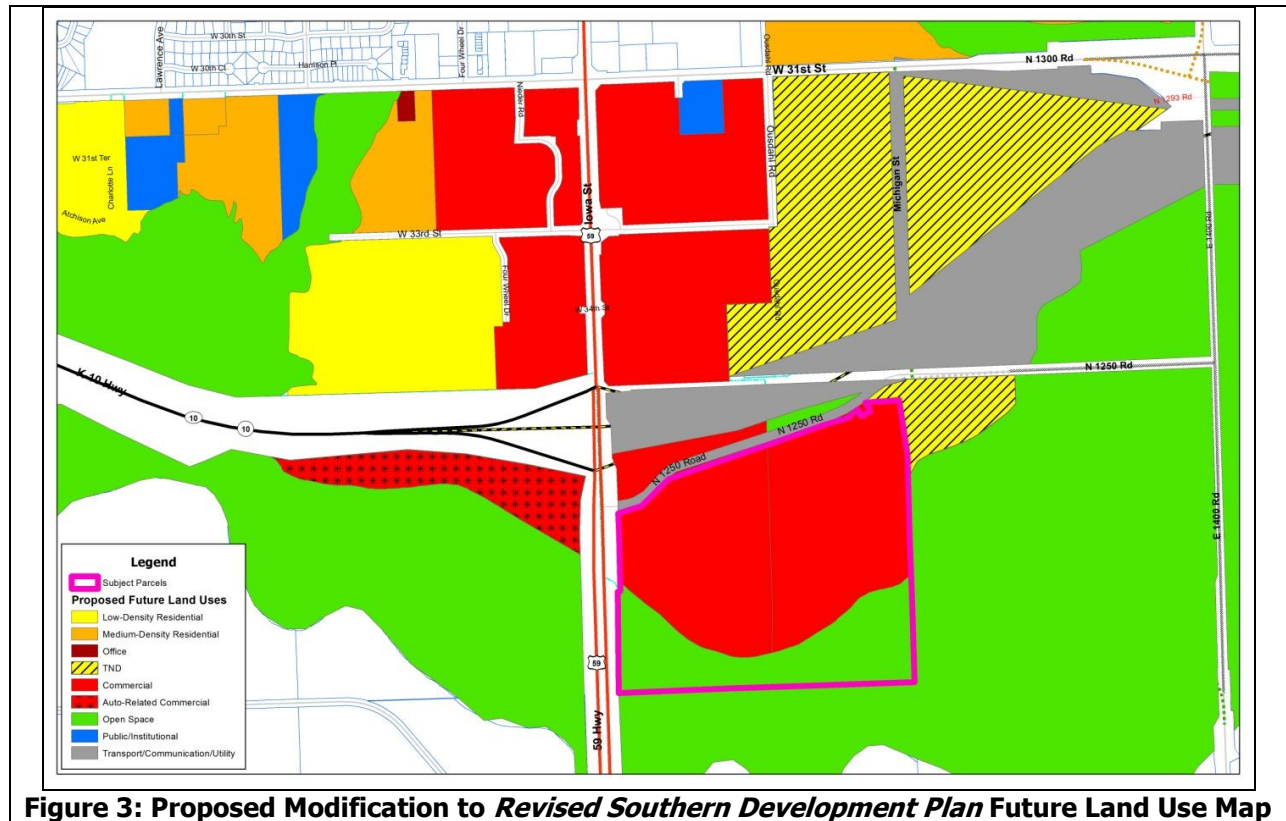 W 30th St
Lawrence Ave
W 30th Ct
Harrison Pl
Four Wheel Dr
Ousdahl Rd
W 31st St
N 1300 Rd
N 1293 Rd
Nieder Rd
W 31st Ter
Charlotte Ln
Atchison Ave
Ousdahl Rd
Michigan St
Iowa St
W 33rd St
59
E 1400 Rd
Four Wheel Dr
W 34th St
K 10 Hwy
10
10
N 1250 Rd
N 1250 Rd
N 1250 Road
E 1400 Rd
59
59 Hwy
Legend
Subject Parcels
Proposed Future Land Uses
Low-Density Residential
Medium-Density Residential
Office
TND
Commercial
Auto-Related Commercial
Open Space
Public/Institutional
Transport/Communication/Utility
Figure 3: Proposed Modification to Revised Southern Development Plan Future Land Use Map